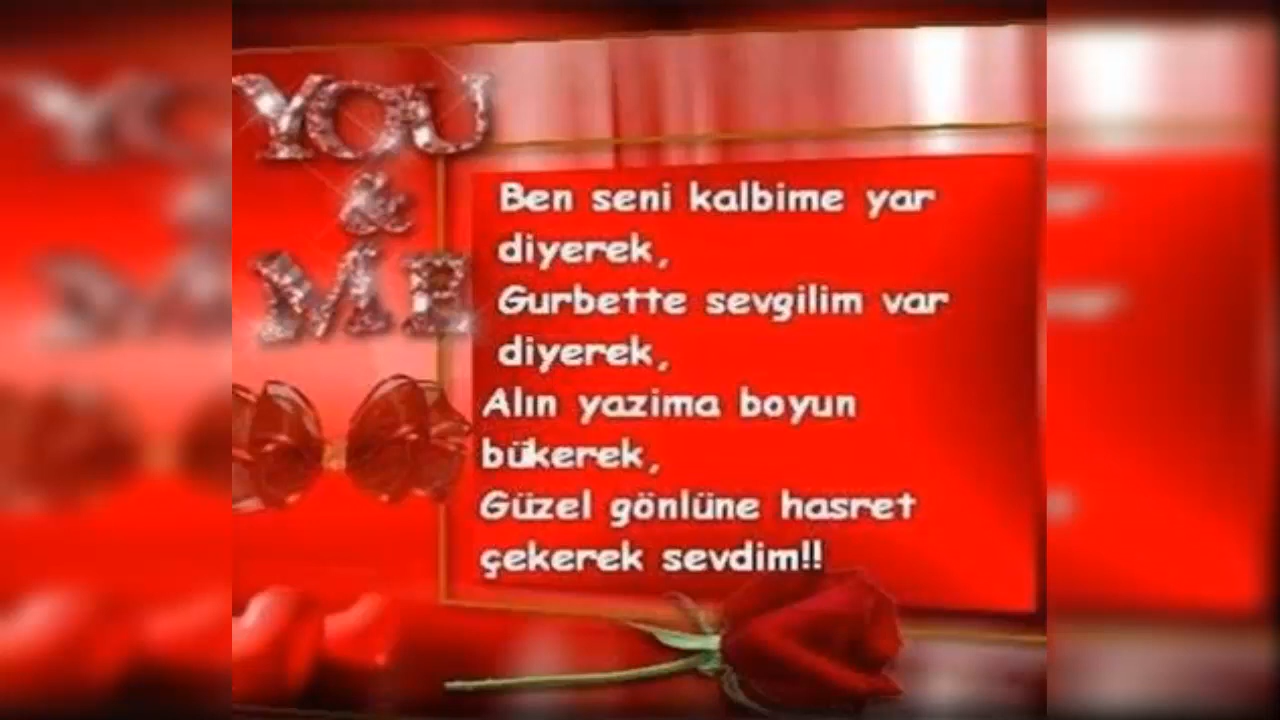 YOU
&
ME
Ben seni kalbime yar
diyerek,
Gurbette sevgilim var
diyerek,
Alın yazima boyun
bükerek,
Güzel gönlüne hasret
çekerek sevdim!!